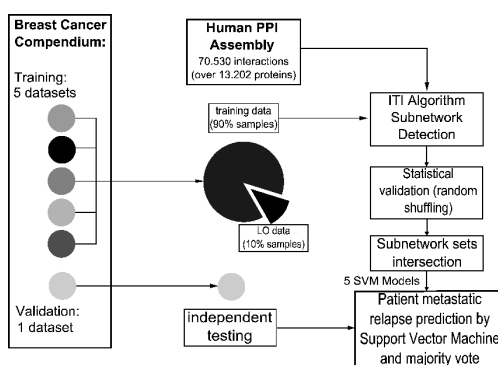 Breast Cancer
Compendium:
Training:
5 datasets
Validation:
1 dataset
Human PPI
Assembly
70.530 interactions
(over 13.202 proteins)
training data
(90% samples)
LO data
(10% samples)
independent
testing
ITI Algorithm
Subnetwork
Detection
Statistical
validation (random
shuffling)
Subnetwork sets
intersection
5 SVM Models
Patient metastatic
relapse prediction by
Support Vector Machine
and majority vote